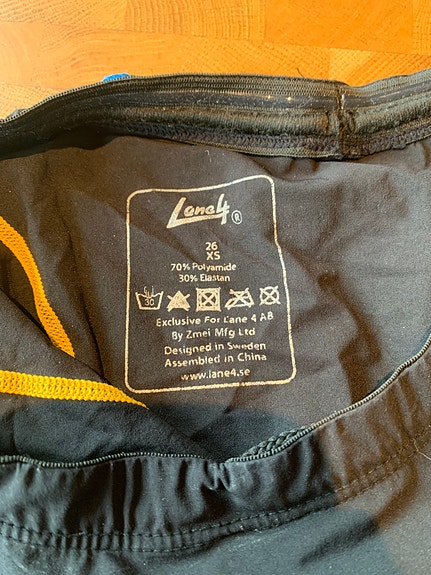 Lane4 ®
26
XS
70% Polyamide
30% Elastan
30
Exclusive For Lane 4 AB
By Zmei Mfg Ltd
Designed in Sweden
Assembled in China
www.lane4.se